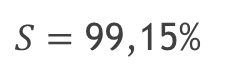 S = 99,15%